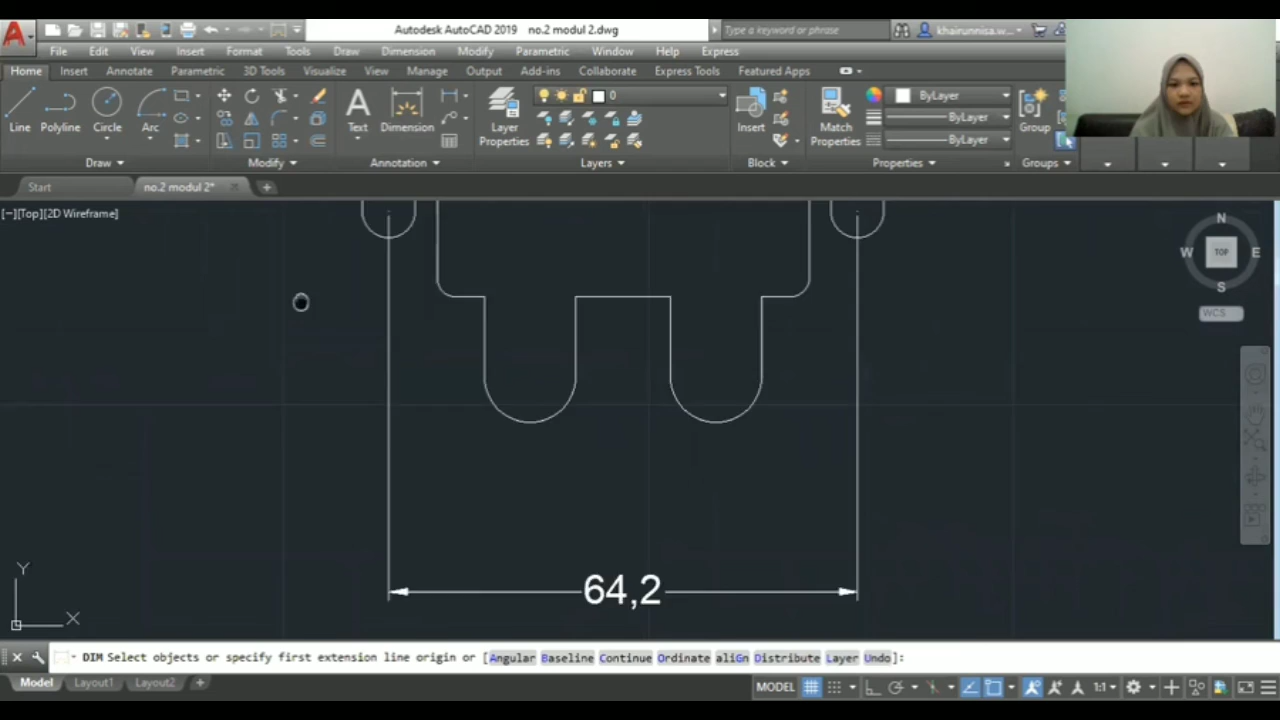 Autodesk AutoCAD 2019 no.2 modul 2.dwg
Type a keyword or phrase
khairunnisa.w...
File Edit View Insert Format Tools Draw Dimension Modify Parametric Window Help Express
Home Insert Annotate Parametric 3D Tools Visualize View Manage Output Add-ins Collaborate Express Tools Featured Apps
A
Line Polyline Circle Arc
Draw
Modify
Text Dimension
Annotation
Layer Properties
0
Layers
Insert
Block
Match Properties
ByLayer
ByLayer
ByLayer
Properties
Group
Groups
Start no.2 modul 2*
[−][Top][2D Wireframe]
N
W TOP E
S
WCS
64,2
Y
X
DIM Select objects or specify first extension line origin or [Angular Baseline Continue Ordinate aliGn Distribute Layer Undo]:
Model Layout1 Layout2
MODEL 1:1